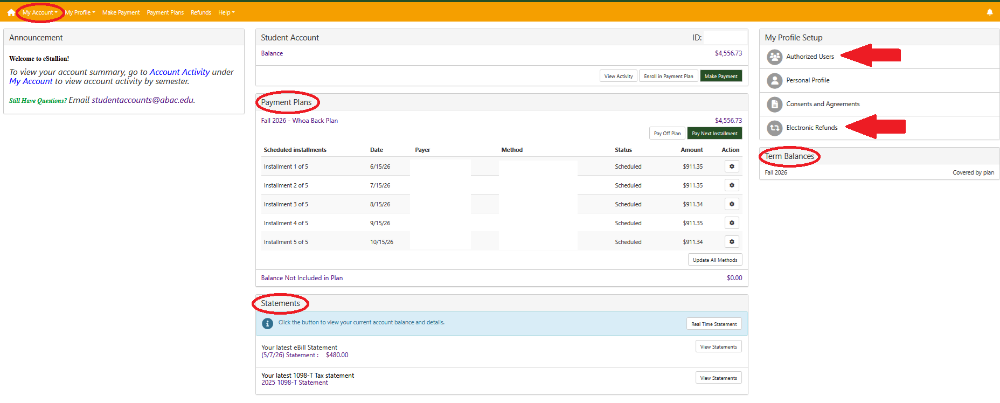 My Account My Profile Make Payment Payment Plans Refunds Help
Announcement
Welcome to eStallion!
To view your account summary, go to Account Activity under
My Account to view account activity by semester.
Still Have Questions? Email studentaccounts@abac.edu.
Student Account ID:
Balance $4,556.73
View Activity Enroll in Payment Plan Make Payment
Payment Plans
Fall 2026 - Whoa Back Plan $4,556.73
Pay Off Plan Pay Next Installment
Scheduled installments Date Payer Method Status Amount Action
Installment 1 of 5 6/15/26 Scheduled $911.35
Installment 2 of 5 7/15/26 Scheduled $911.35
Installment 3 of 5 8/15/26 Scheduled $911.34
Installment 4 of 5 9/15/26 Scheduled $911.35
Installment 5 of 5 10/15/26 Scheduled $911.34
Update All Methods
Balance Not Included in Plan $0.00
Statements
Click the button to view your current account balance and details. Real Time Statement
Your latest eBill Statement View Statements
(5/7/26) Statement : $480.00
Your latest 1098-T Tax statement View Statements
2025 1098-T Statement
My Profile Setup
Authorized Users
Personal Profile
Consents and Agreements
Electronic Refunds
Term Balances
Fall 2026 Covered by plan